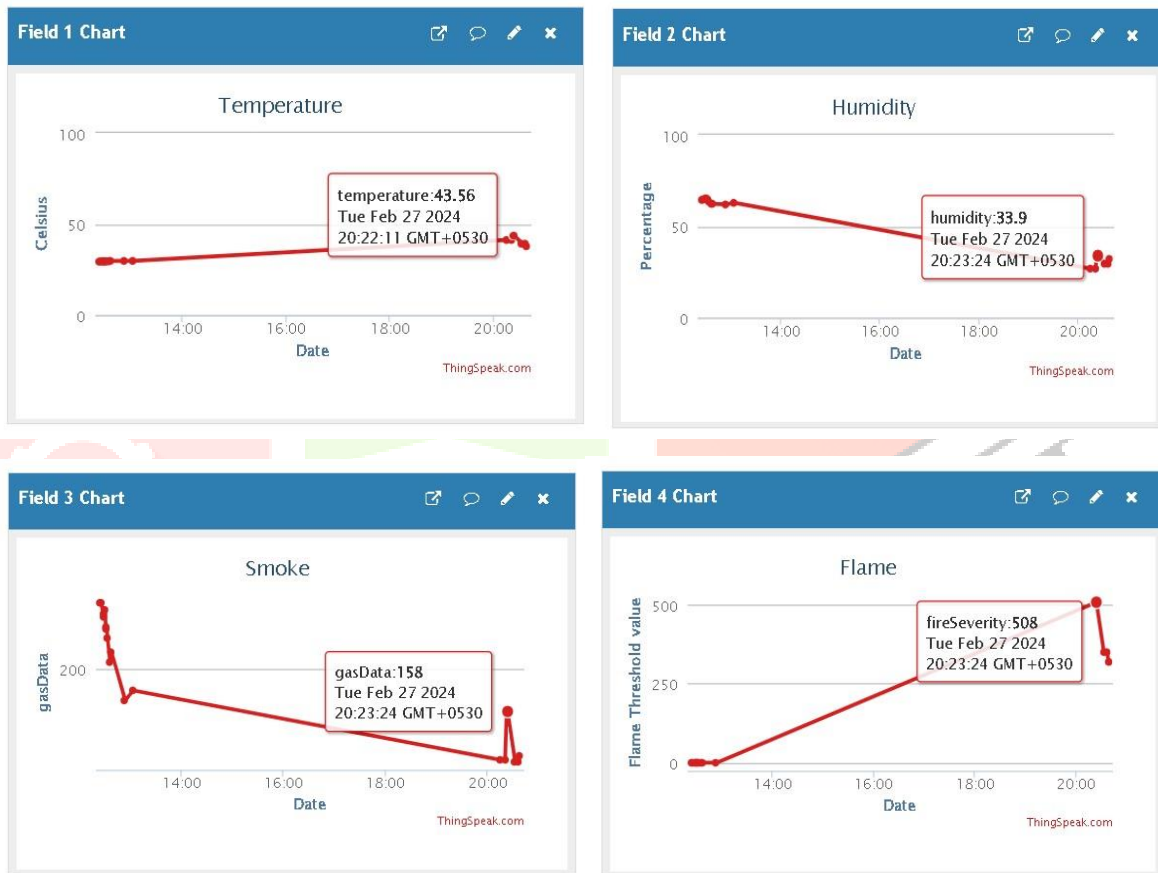 Field 1 Chart
Temperature
100
50
0
Celsius
temperature:43.56
Tue Feb 27 2024
20:22:11 GMT+0530
14:00 16:00 18:00 20:00
Date
ThingSpeak.com
Field 2 Chart
Humidity
100
50
0
Percentage
humidity:33.9
Tue Feb 27 2024
20:23:24 GMT+0530
14:00 16:00 18:00 20:00
Date
ThingSpeak.com
Field 3 Chart
Smoke
200
gasData
gasData:158
Tue Feb 27 2024
20:23:24 GMT+0530
14:00 16:00 18:00 20:00
Date
ThingSpeak.com
Field 4 Chart
Flame
500
250
0
Flame Threshold value
fireSeverity:508
Tue Feb 27 2024
20:23:24 GMT+0530
14:00 16:00 18:00 20:00
Date
ThingSpeak.com